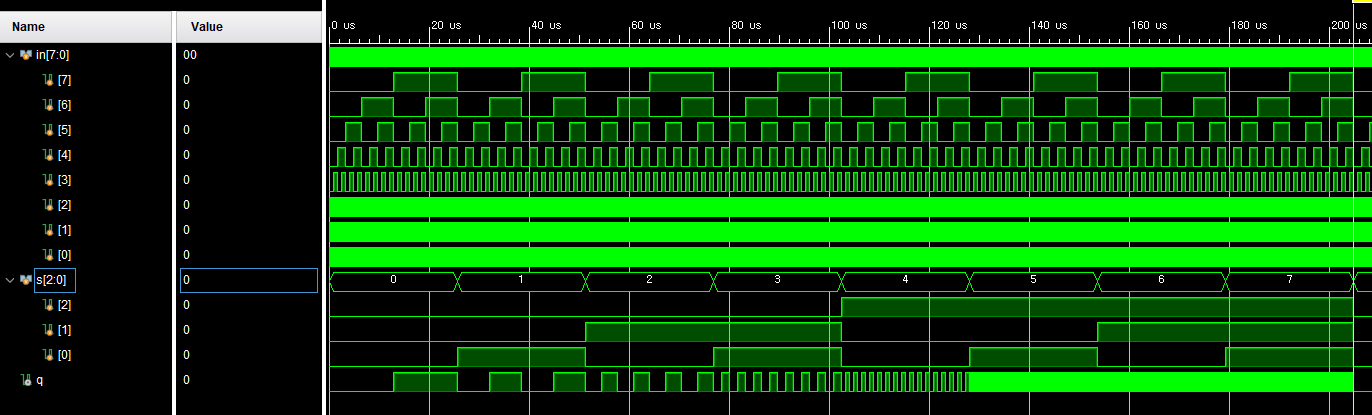 Name Value
0 us 20 us 40 us 60 us 80 us 100 us 120 us 140 us 160 us 180 us 200 us
in[7:0] 00
[7] 0
[6] 0
[5] 0
[4] 0
[3] 0
[2] 0
[1] 0
[0] 0
s[2:0] 0 0 1 2 3 4 5 6 7
[2] 0
[1] 0
[0] 0
q 0